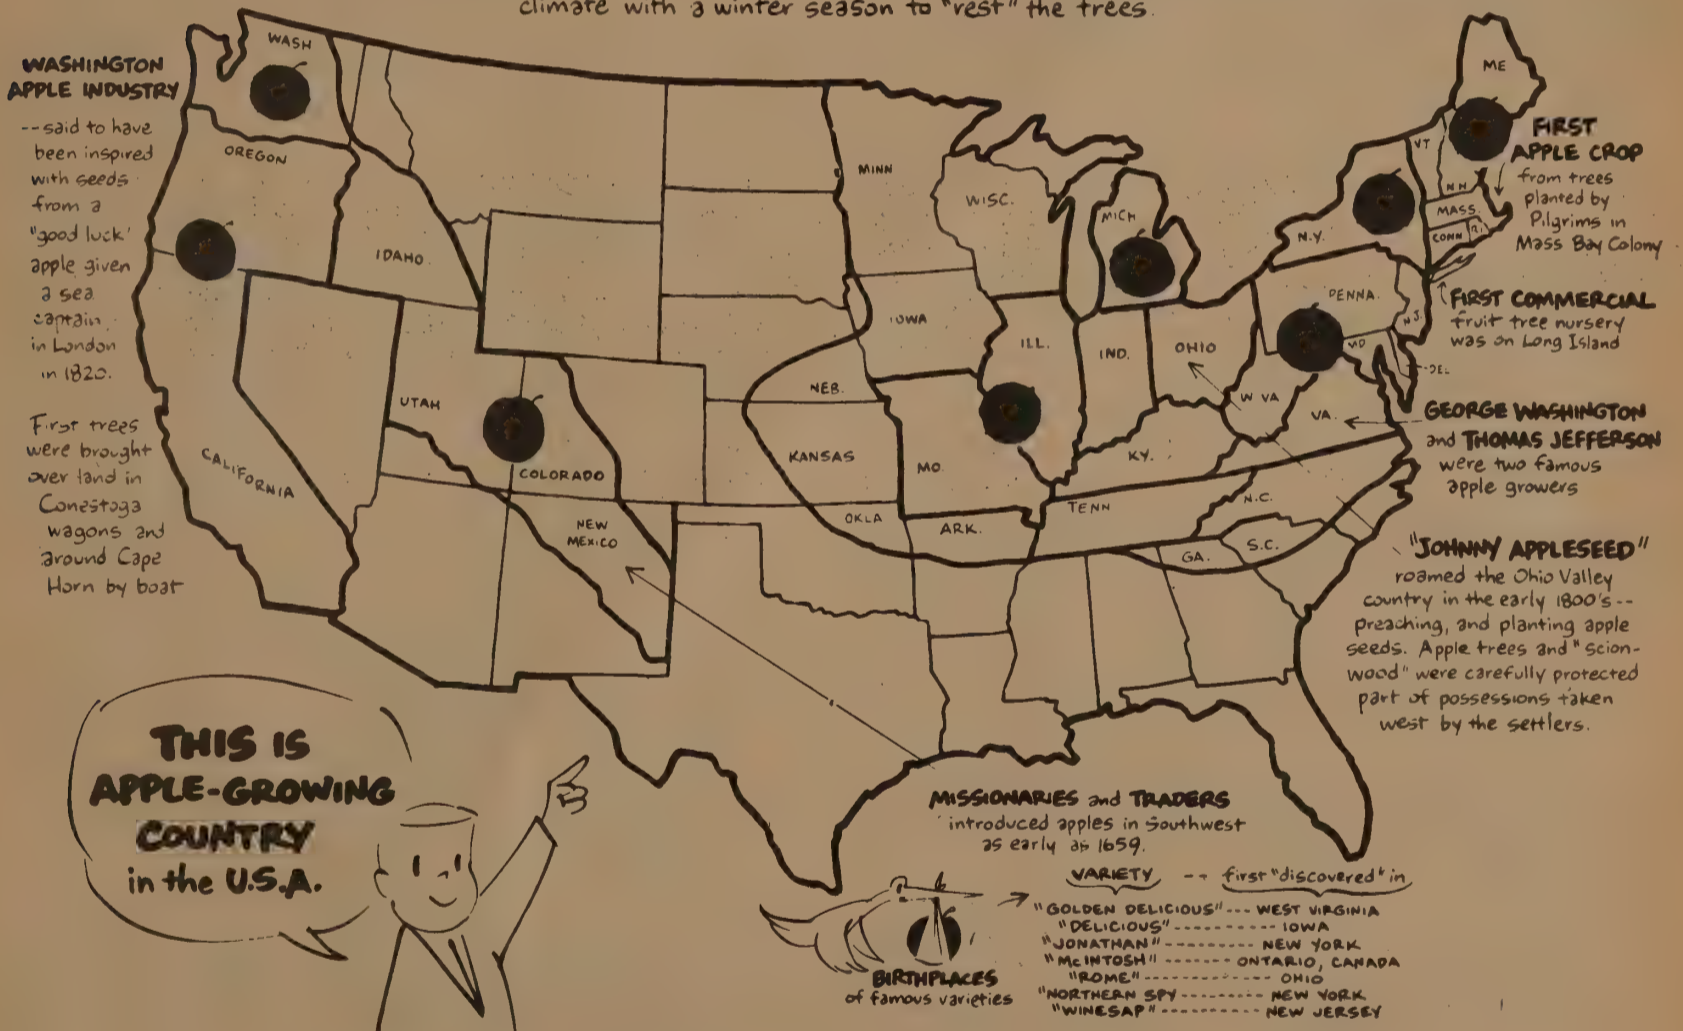 climate with a winter season to "rest" the trees.
WASHINGTON
APPLE INDUSTRY
--said to have
been inspired
with seeds
from a
"good luck"
apple given
a sea
captain
in London
in 1820.
First trees
were brought
over land in
Conestoga
wagons and
around Cape
Horn by boat
WASH
OREGON
IDAHO
CALIFORNIA
UTAH
COLORADO
NEW
MEXICO
MINN
WISC.
MICH
IOWA
ILL.
IND.
OHIO
NEB.
KANSAS
MO.
KY.
W VA
VA.
OKLA
ARK.
TENN
N.C.
S.C.
GA.
PENNA.
N.J.
MD
DEL
N.Y.
VT
N H
MASS.
CONN
R.I.
ME
FIRST
APPLE CROP
from trees
planted by
Pilgrims in
Mass Bay Colony
FIRST COMMERCIAL
fruit tree nursery
was on Long Island
GEORGE WASHINGTON
and THOMAS JEFFERSON
were two famous
apple growers
"JOHNNY APPLESEED"
roamed the Ohio Valley
country in the early 1800's--
preaching, and planting apple
seeds. Apple trees and "scion-
wood" were carefully protected
part of possessions taken
west by the settlers.
THIS IS
APPLE-GROWING
COUNTRY
in the U.S.A.
MISSIONARIES and TRADERS
introduced apples in Southwest
as early as 1659.
BIRTHPLACES
of famous varieties
VARIETY -- first "discovered" in
"GOLDEN DELICIOUS" --- WEST VIRGINIA
"DELICIOUS" ---------- IOWA
"JONATHAN" --------- NEW YORK
"McINTOSH" ------- ONTARIO, CANADA
"ROME" ------------- OHIO
"NORTHERN SPY -------- NEW YORK
"WINESAP" ---------- NEW JERSEY